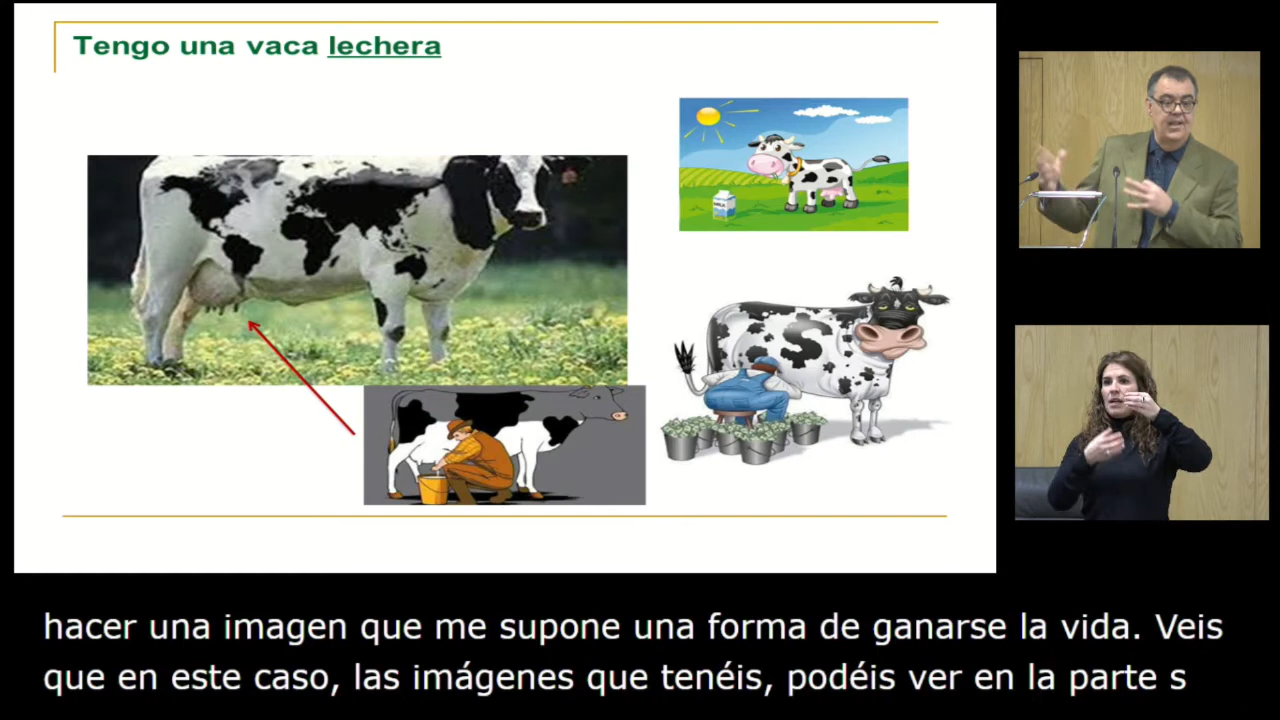 Tengo una vaca lechera
S
hacer una imagen que me supone una forma de ganarse la vida. Veis
que en este caso, las imágenes que tenéis, podéis ver en la parte s